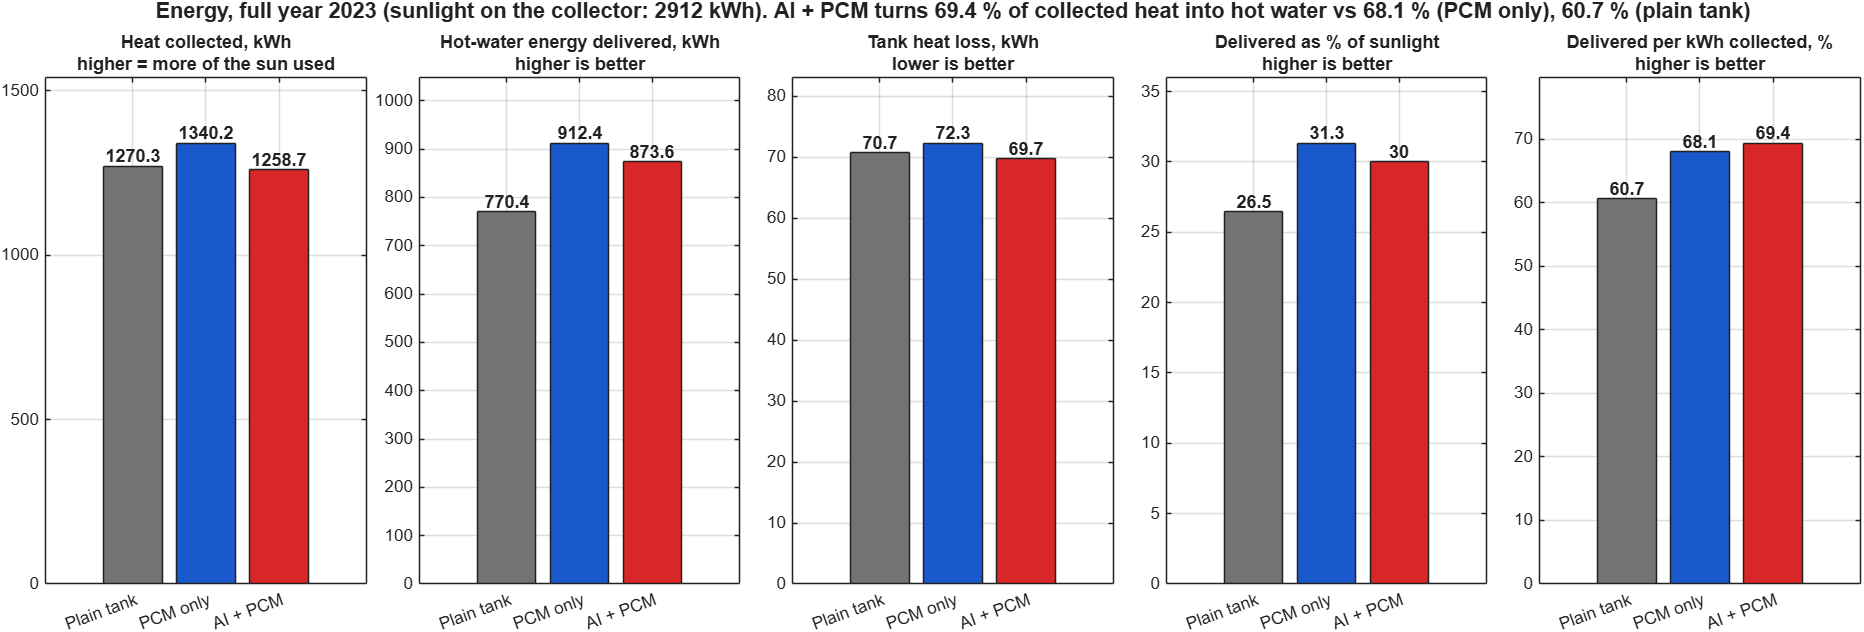 Energy, full year 2023 (sunlight on the collector: 2912 kWh). AI + PCM turns 69.4 % of collected heat into hot water vs 68.1 % (PCM only), 60.7 % (plain tank)
Heat collected, kWh
higher = more of the sun used
1500
1000
500
0
1270.3
1340.2
1258.7
Plain tank
PCM only
AI + PCM
Hot-water energy delivered, kWh
higher is better
1000
900
800
700
600
500
400
300
200
100
0
770.4
912.4
873.6
Plain tank
PCM only
AI + PCM
Tank heat loss, kWh
lower is better
80
70
60
50
40
30
20
10
0
70.7
72.3
69.7
Plain tank
PCM only
AI + PCM
Delivered as % of sunlight
higher is better
35
30
25
20
15
10
5
0
26.5
31.3
30
Plain tank
PCM only
AI + PCM
Delivered per kWh collected, %
higher is better
70
60
50
40
30
20
10
0
60.7
68.1
69.4
Plain tank
PCM only
AI + PCM